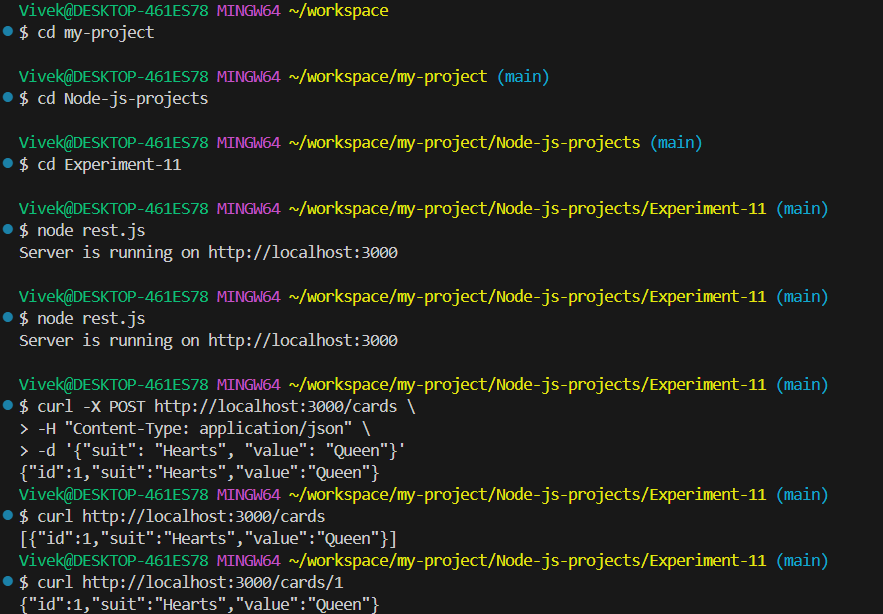 Vivek@DESKTOP-461ES78 MINGW64 ~/workspace
$ cd my-project
Vivek@DESKTOP-461ES78 MINGW64 ~/workspace/my-project (main)
$ cd Node-js-projects
Vivek@DESKTOP-461ES78 MINGW64 ~/workspace/my-project/Node-js-projects (main)
$ cd Experiment-11
Vivek@DESKTOP-461ES78 MINGW64 ~/workspace/my-project/Node-js-projects/Experiment-11 (main)
$ node rest.js
Server is running on http://localhost:3000
Vivek@DESKTOP-461ES78 MINGW64 ~/workspace/my-project/Node-js-projects/Experiment-11 (main)
$ node rest.js
Server is running on http://localhost:3000
Vivek@DESKTOP-461ES78 MINGW64 ~/workspace/my-project/Node-js-projects/Experiment-11 (main)
$ curl -X POST http://localhost:3000/cards \
> -H "Content-Type: application/json" \
> -d '{"suit": "Hearts", "value": "Queen"}'
{"id":1,"suit":"Hearts","value":"Queen"}
Vivek@DESKTOP-461ES78 MINGW64 ~/workspace/my-project/Node-js-projects/Experiment-11 (main)
$ curl http://localhost:3000/cards
[{"id":1,"suit":"Hearts","value":"Queen"}]
Vivek@DESKTOP-461ES78 MINGW64 ~/workspace/my-project/Node-js-projects/Experiment-11 (main)
$ curl http://localhost:3000/cards/1
{"id":1,"suit":"Hearts","value":"Queen"}